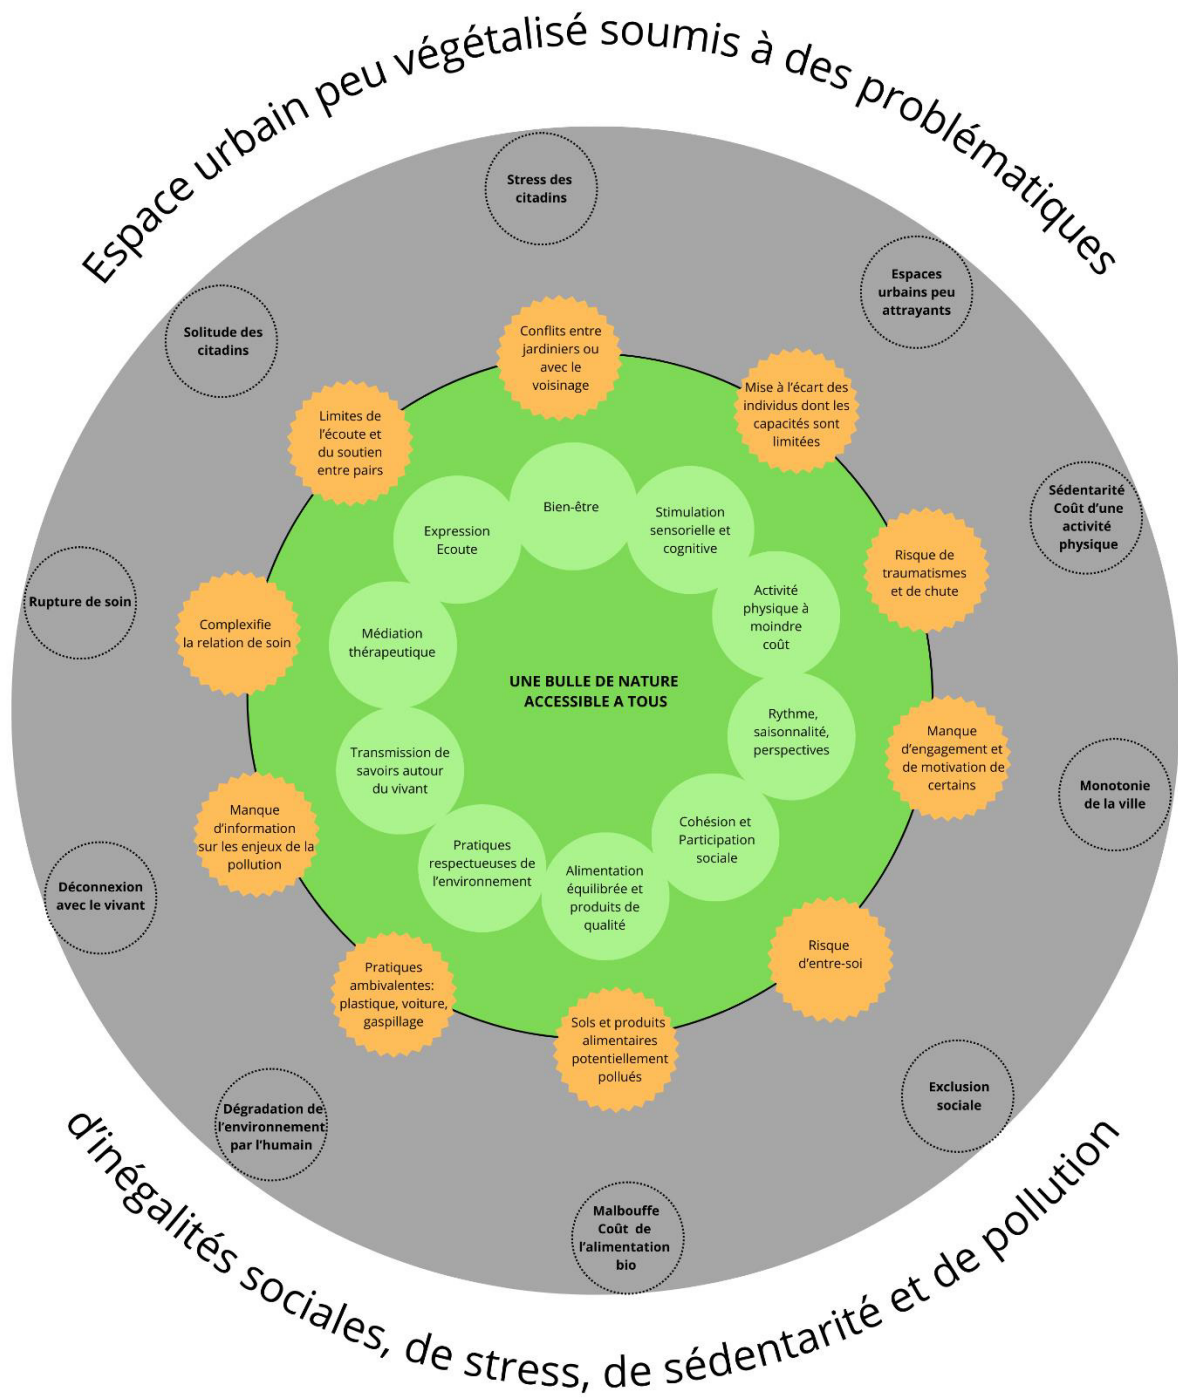 Espace urbain peu végétalisé soumis à des problématiques
Stress des
citadins
Espaces
urbains peu
attrayants
Sédentarité
Coût d'une
activité
physique
Monotonie
de la ville
Exclusion
sociale
Malbouffe
Coût de
l'alimentation
bio
Dégradation de
l'environnement
par l'humain
Déconnexion
avec le vivant
Rupture de soin
Solitude des
citadins
Conflits entre
jardiniers ou
avec le
voisinage
Mise à l'écart des
individus dont les
capacités sont
limitées
Risque de
traumatismes
et de chute
Manque
d'engagement et
de motivation de
certains
Risque
d'entre-soi
Sols et produits
alimentaires
potentiellement
pollués
Pratiques
ambivalentes:
plastique, voiture,
gaspillage
Manque
d'information
sur les enjeux de la
pollution
Complexifie
la relation de soin
Limites de
l'écoute et
du soutien
entre pairs
Bien-être
Stimulation
sensorielle et
cognitive
Activité
physique à
moindre
coût
Rythme,
saisonnalité,
perspectives
Cohésion et
Participation
sociale
Alimentation
équilibrée et
produits de
qualité
Pratiques
respectueuses de
l'environnement
Transmission de
savoirs autour
du vivant
Médiation
thérapeutique
Expression
Ecoute
UNE BULLE DE NATURE
ACCESSIBLE A TOUS
d'inégalités sociales, de stress, de sédentarité et de pollution